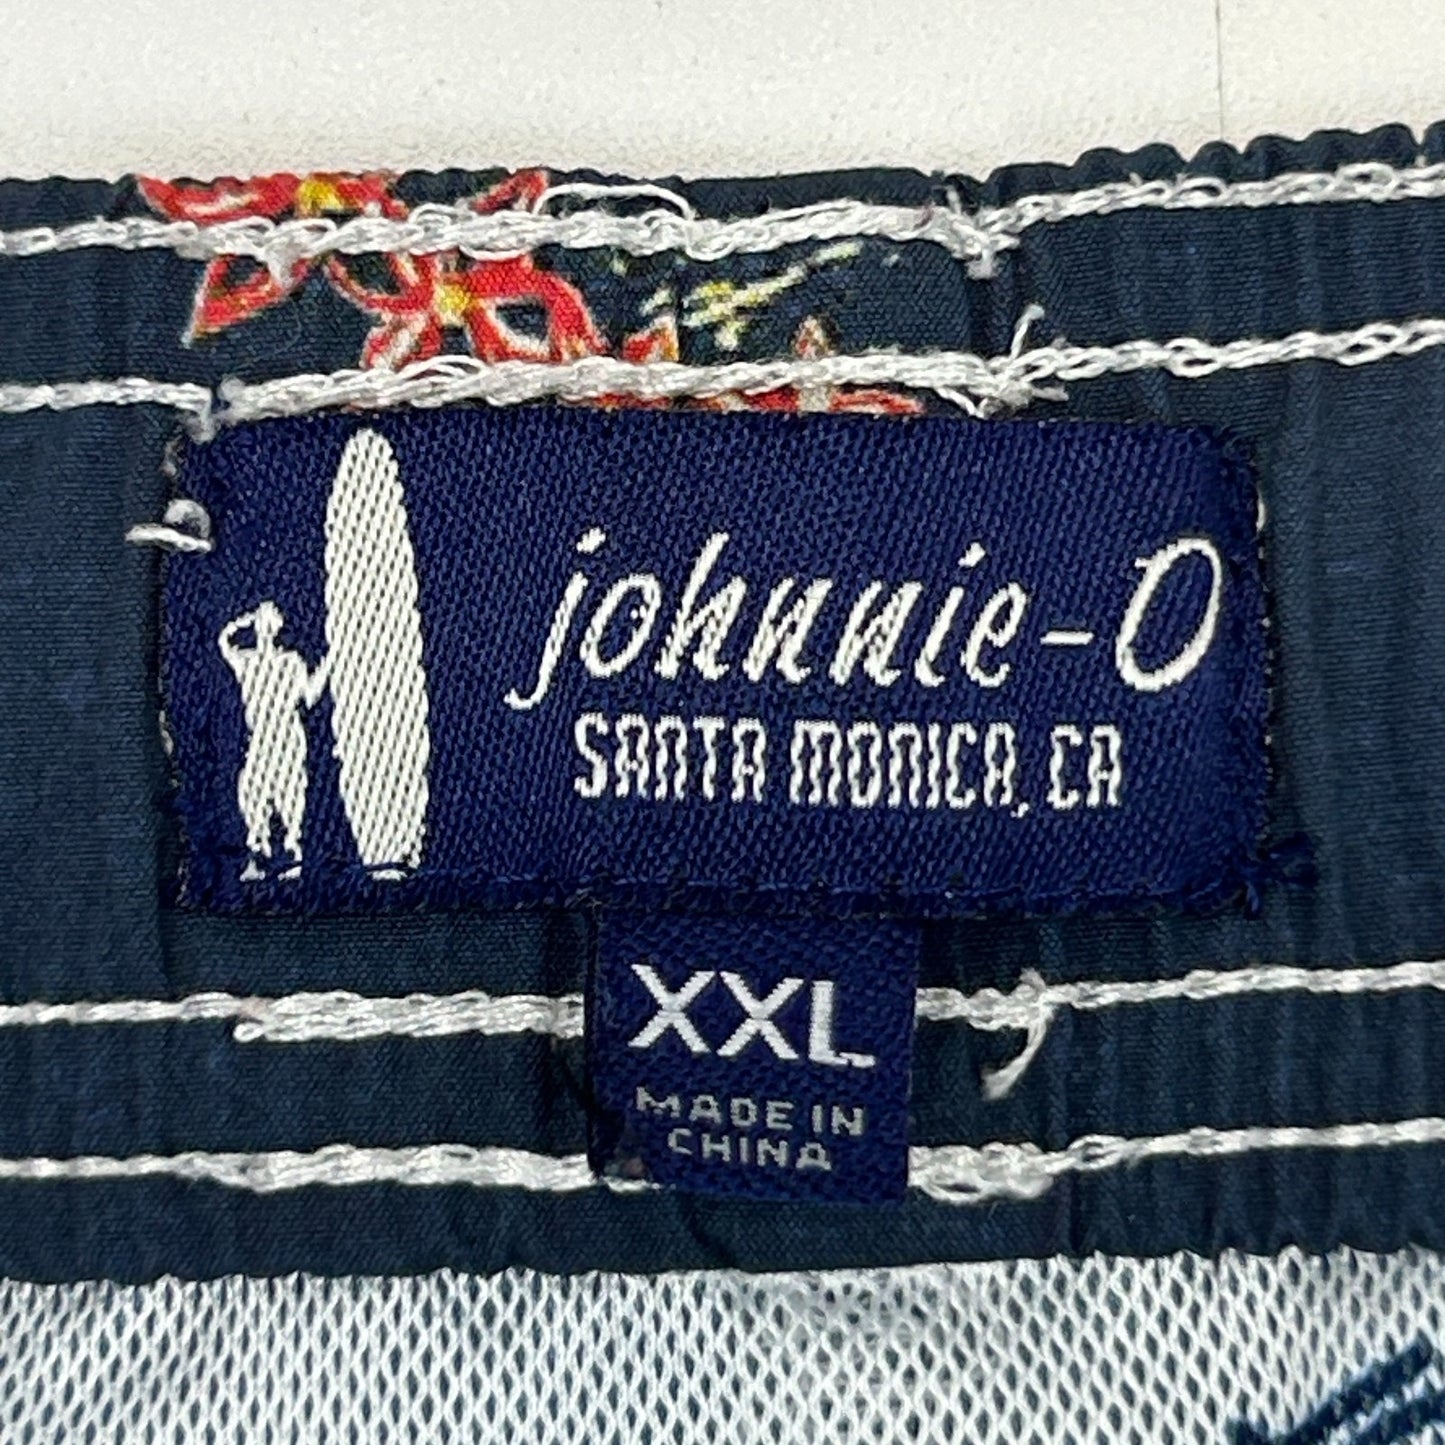 johnnie-O
SANTA MONICA, CA
XXL
MADE IN
CHINA